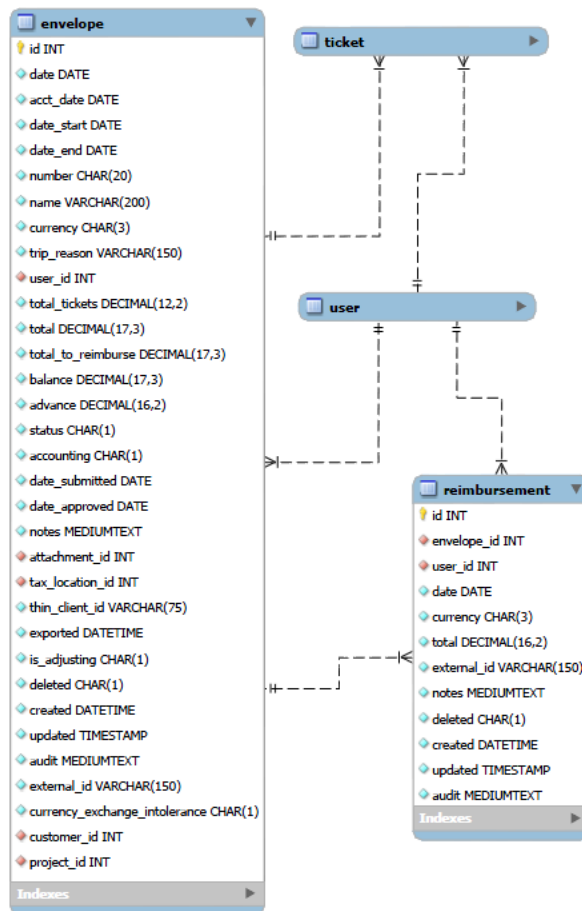 envelope
id INT
date DATE
acct_date DATE
date_start DATE
date_end DATE
number CHAR(20)
name VARCHAR(200)
currency CHAR(3)
trip_reason VARCHAR(150)
user_id INT
total_tickets DECIMAL(12,2)
total DECIMAL(17,3)
total_to_reimburse DECIMAL(17,3)
balance DECIMAL(17,3)
advance DECIMAL(16,2)
status CHAR(1)
accounting CHAR(1)
date_submitted DATE
date_approved DATE
notes MEDIUMTEXT
attachment_id INT
tax_location_id INT
thin_client_id VARCHAR(75)
exported DATETIME
is_adjusting CHAR(1)
deleted CHAR(1)
created DATETIME
updated TIMESTAMP
audit MEDIUMTEXT
external_id VARCHAR(150)
currency_exchange_intolerance CHAR(1)
customer_id INT
project_id INT
Indexes
ticket
user
reimbursement
id INT
envelope_id INT
user_id INT
date DATE
currency CHAR(3)
total DECIMAL(16,2)
external_id VARCHAR(150)
notes MEDIUMTEXT
deleted CHAR(1)
created DATETIME
updated TIMESTAMP
audit MEDIUMTEXT
Indexes